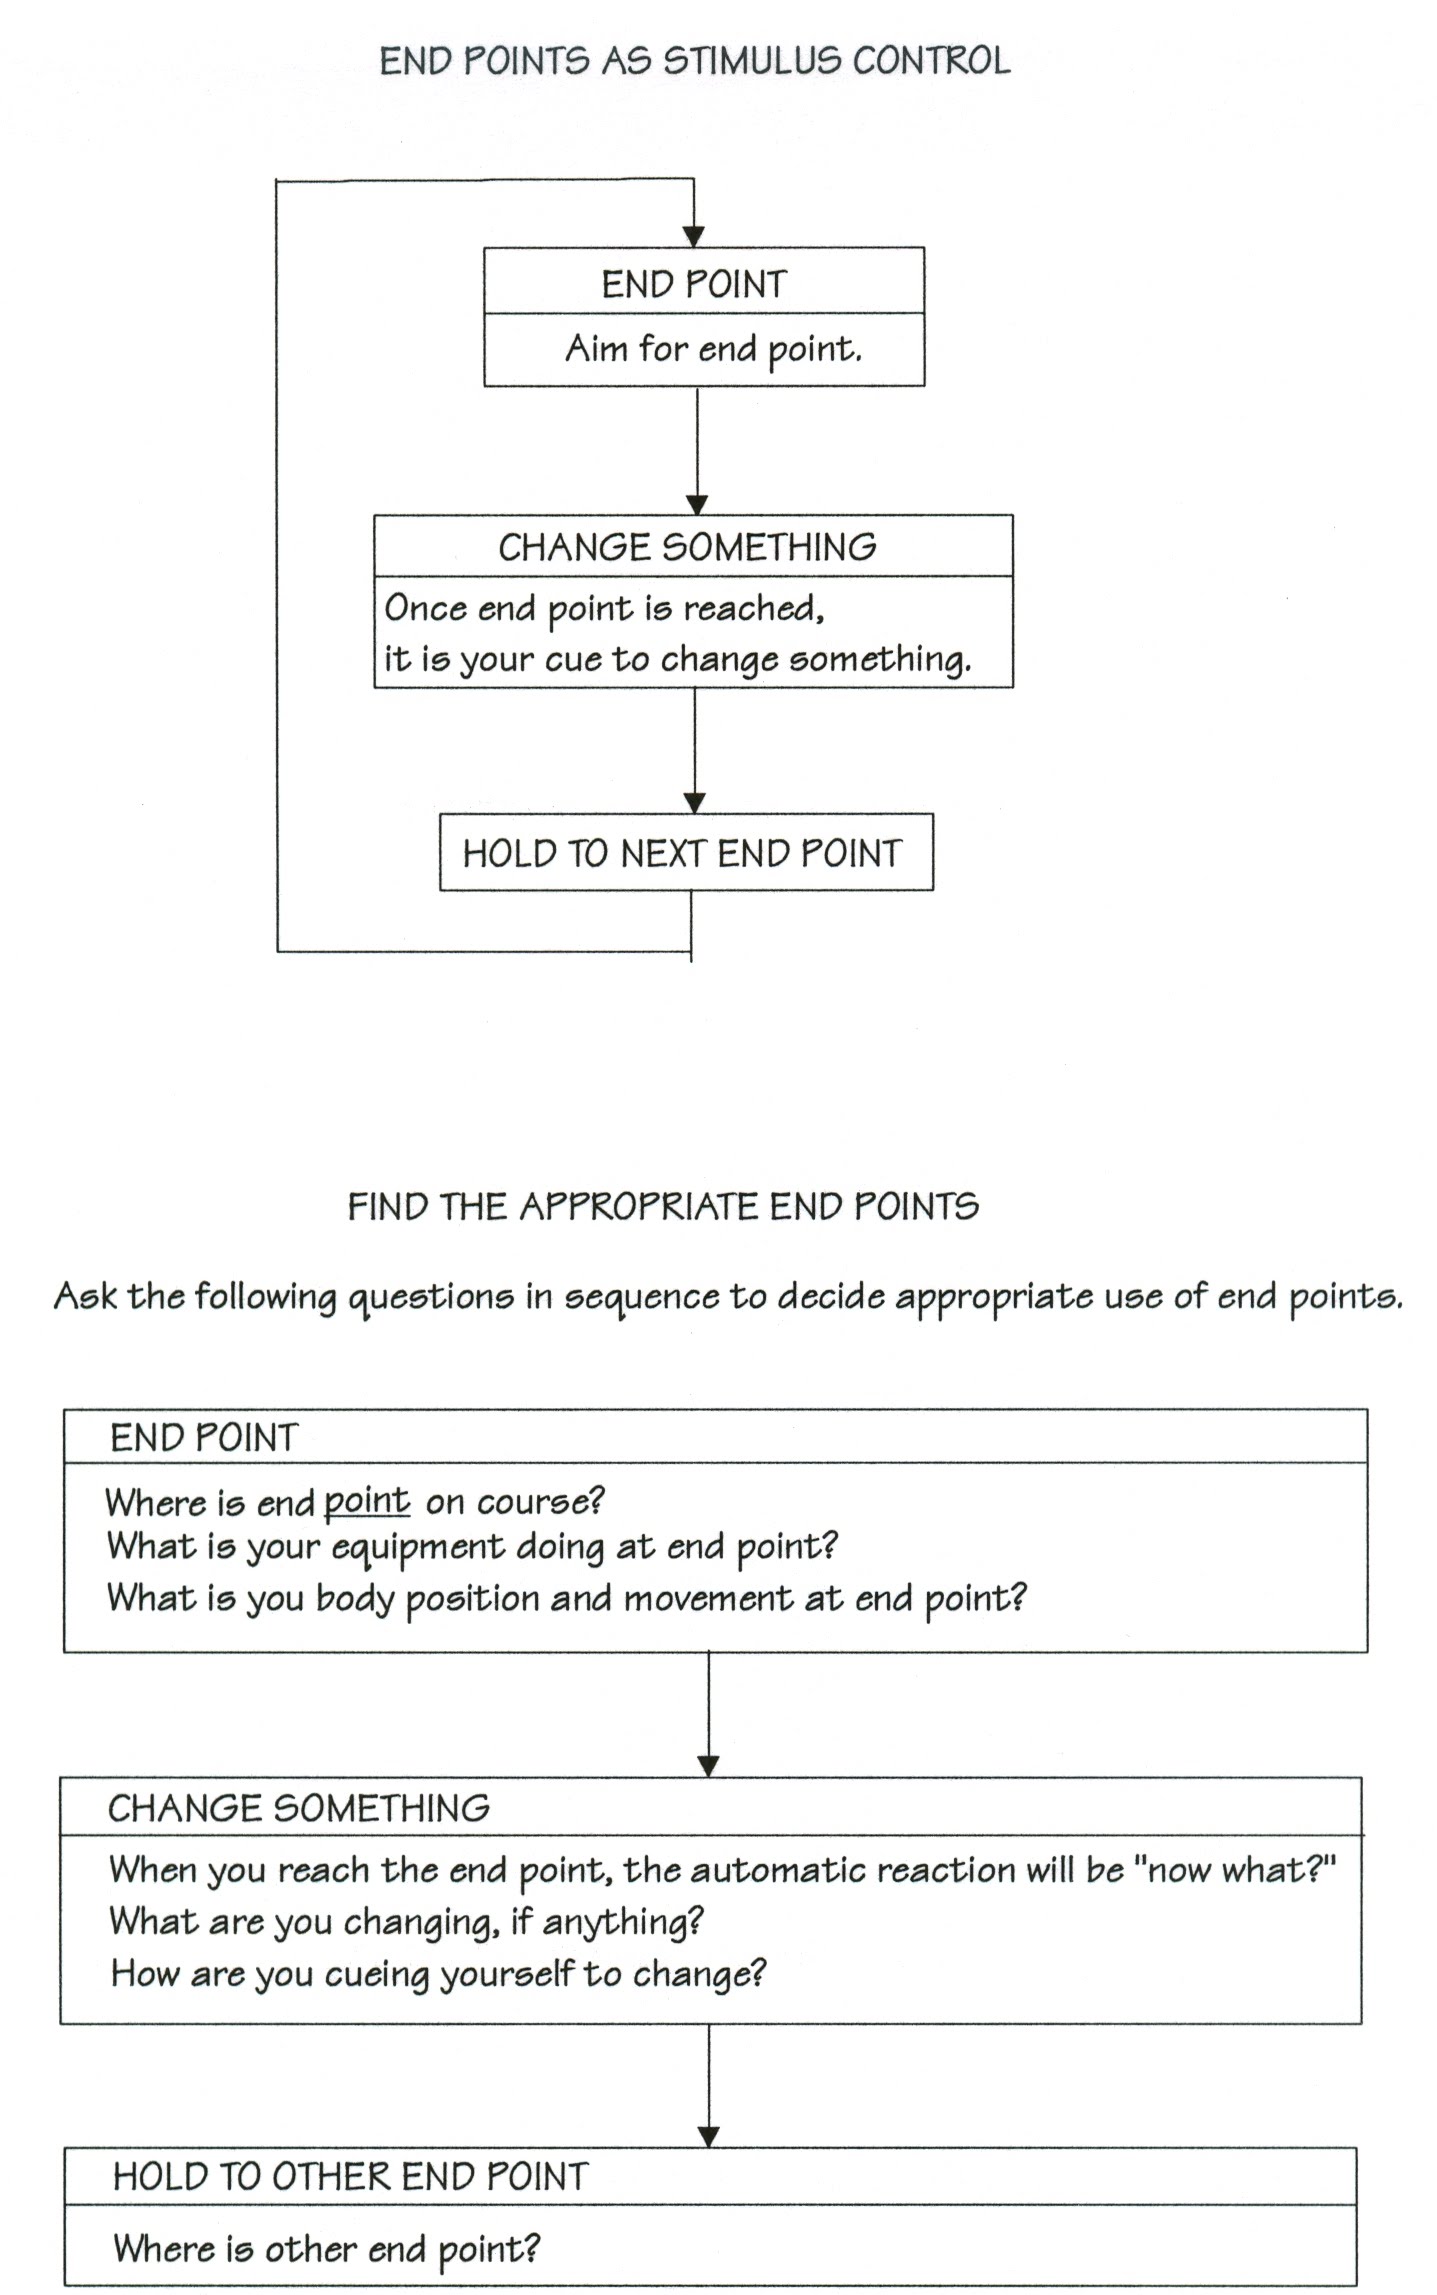 END POINTS AS STIMULUS CONTROL
END POINT
Aim for end point.
CHANGE SOMETHING
Once end point is reached,
it is your cue to change something.
HOLD TO NEXT END POINT
FIND THE APPROPRIATE END POINTS
Ask the following questions in sequence to decide appropriate use of end points.
END POINT
Where is end point on course?
What is your equipment doing at end point?
What is you body position and movement at end point?
CHANGE SOMETHING
When you reach the end point, the automatic reaction will be "now what?"
What are you changing, if anything?
How are you cueing yourself to change?
HOLD TO OTHER END POINT
Where is other end point?